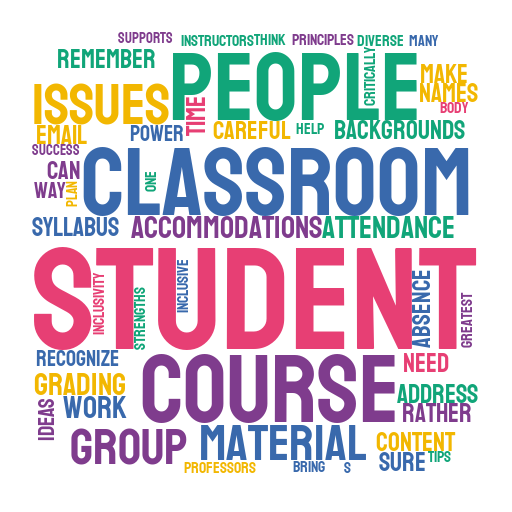 SUPPORTS INSTRUCTORS THINK PRINCIPLES DIVERSE MANY
REMEMBER PEOPLE CRITICALLY MAKE
ISSUES TIME NAMES
BODY
EMAIL POWER CAREFUL HELP BACKGROUNDS
SUCCESS
CAN CLASSROOM
WAY PLAN ONE
SYLLABUS ACCOMMODATIONS ATTENDANCE
STUDENT
INCLUSIVITY STRENGTHS INCLUSIVE ABSENCE GREATEST
RECOGNIZE COURSE NEED
GRADING ADDRESS
IDEAS WORK RATHER
GROUP MATERIAL CONTENT
SURE TIPS
PROFESSORS BRING S